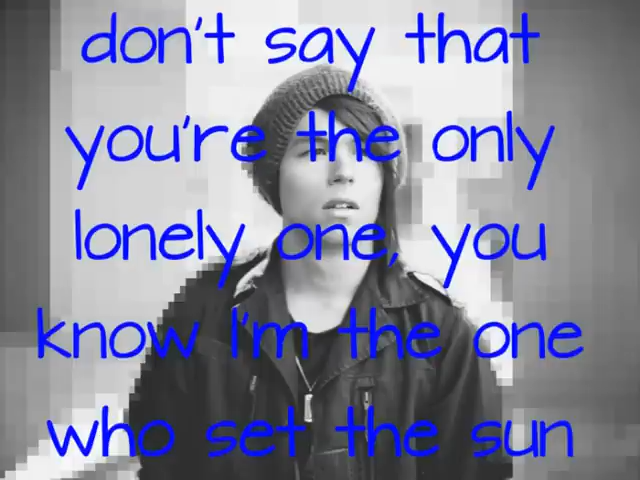 don't say that
you're the only
lonely one, you
know I'm the one
who set the sun